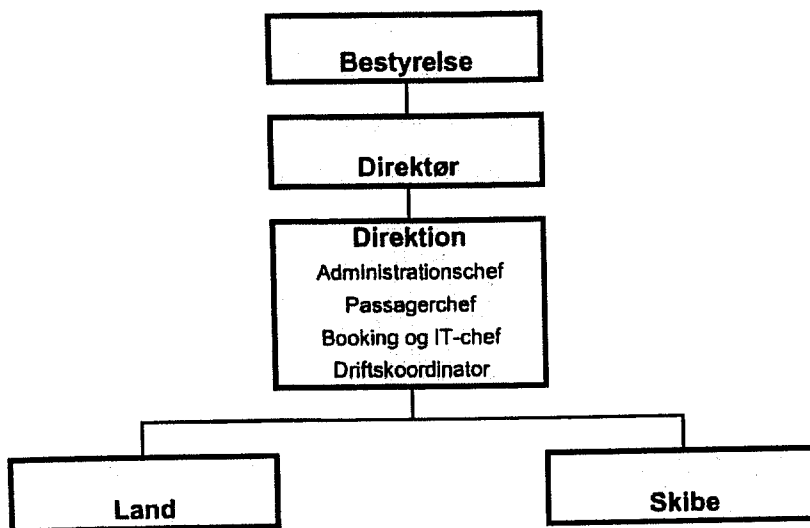 Bestyrelse
Direktør
Direktion
Administrationschef
Passagerchef
Booking og IT-chef
Driftskoordinator
Land
Skibe